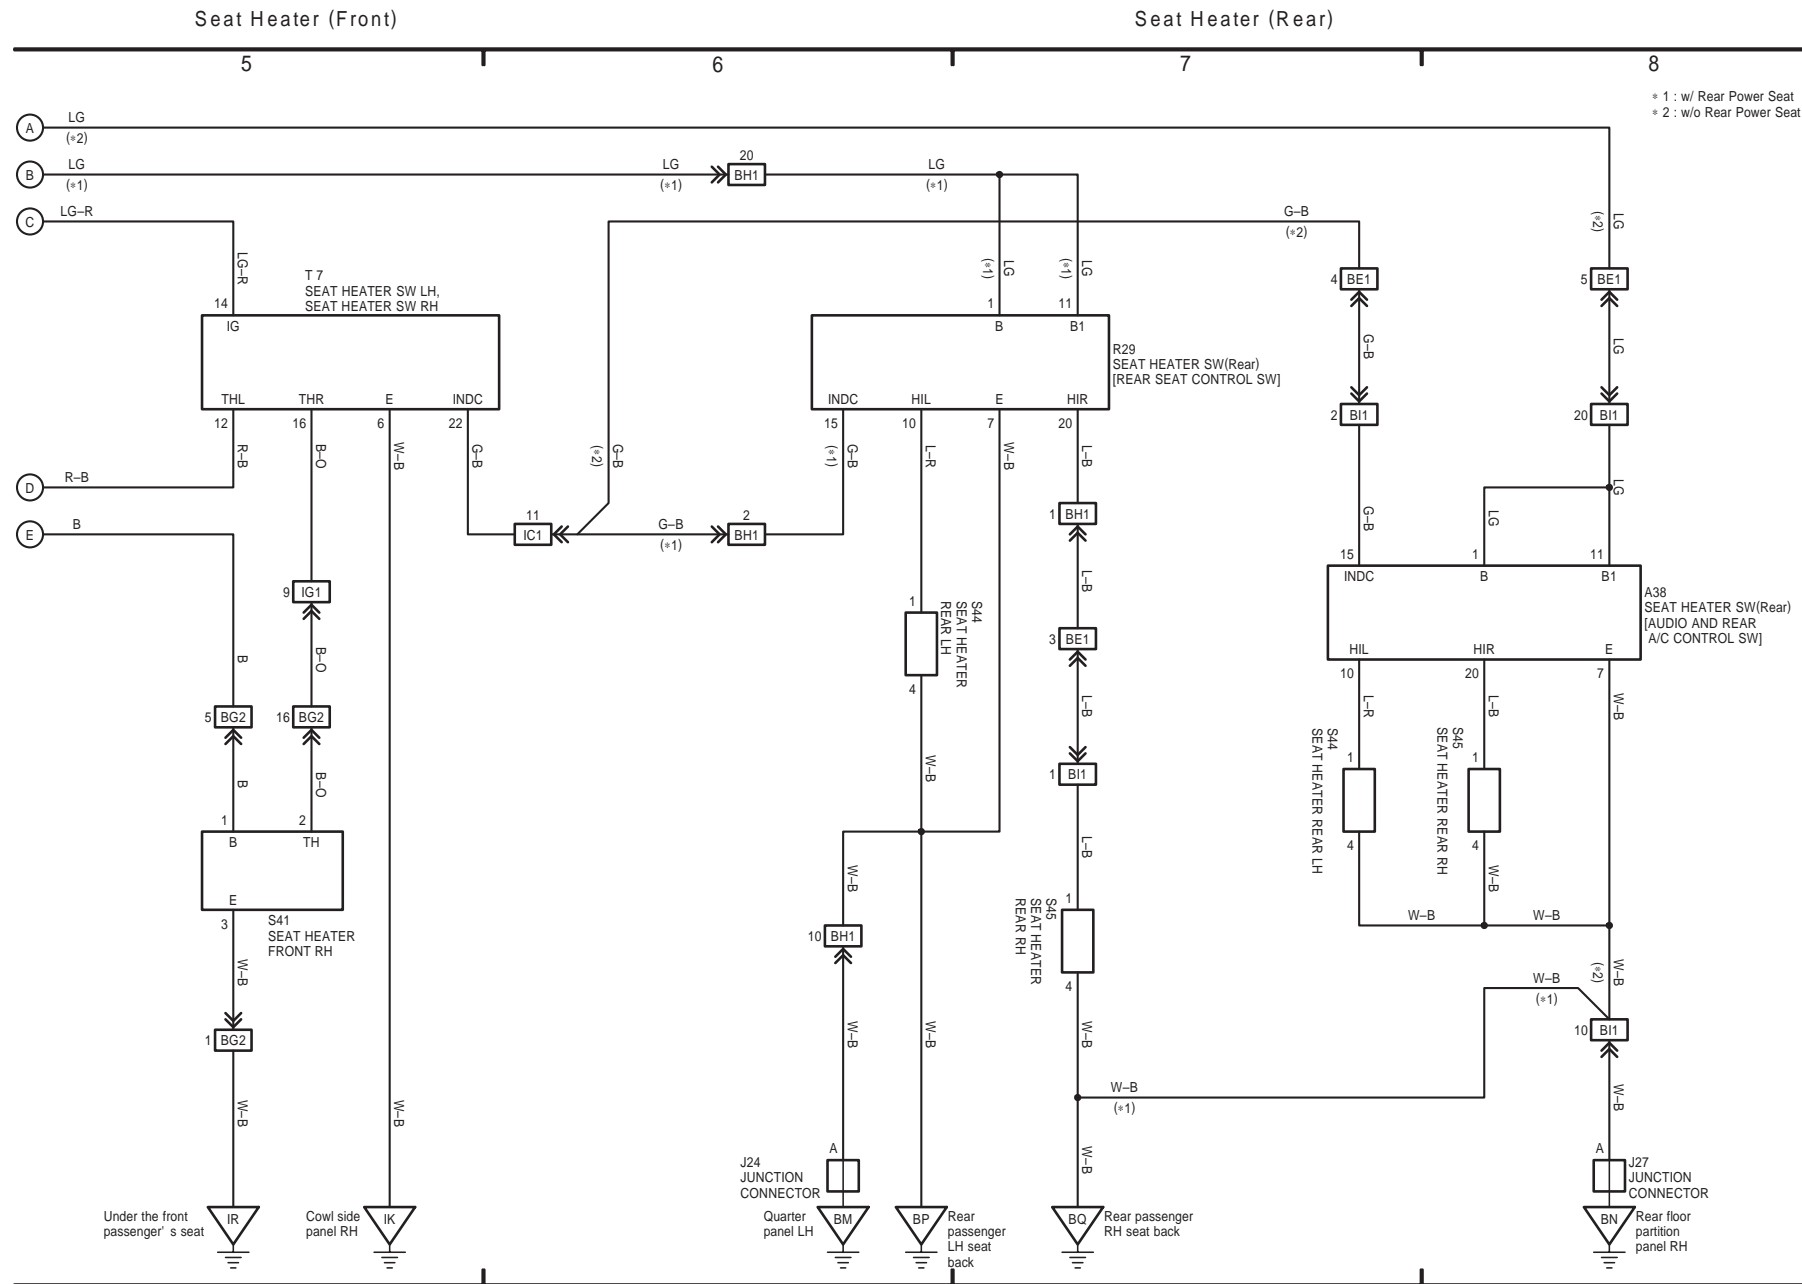 Seat Heater (Front)
Seat Heater (Rear)
5
6
7
8
* 1 : w/ Rear Power Seat
* 2 : w/o Rear Power Seat
A
LG
(*2)
B
LG
(*1)
LG
(*1)
20
BH1
LG
(*1)
C
LG–R
G–B
(*2)
LG
(*2)
LG–R
T 7
SEAT HEATER SW LH,
SEAT HEATER SW RH
LG
(*1)
LG
(*1)
4
BE1
5
BE1
14
IG
1
B
11
B1
G–B
LG
R29
SEAT HEATER SW(Rear)
[REAR SEAT CONTROL SW]
THL
THR
E
INDC
INDC
HIL
E
HIR
2
BI1
20
BI1
12
16
6
22
15
10
7
20
R–B
B–O
W–B
G–B
G–B
(*2)
G–B
(*1)
L–R
W–B
L–B
D
R–B
LG
LG
G–B
E
B
11
IC1
G–B
(*1)
2
BH1
1
BH1
15
INDC
1
B
11
B1
9
IG1
L–B
A38
SEAT HEATER SW(Rear)
[AUDIO AND REAR
A/C CONTROL SW]
1
S44
SEAT HEATER
REAR LH
4
3
BE1
HIL
HIR
E
10
20
7
B
B–O
L–B
L–R
L–B
W–B
5
BG2
16
BG2
B
B–O
W–B
1
BI1
S44
SEAT HEATER REAR LH
1
4
S45
SEAT HEATER REAR RH
1
4
1
B
2
TH
L–B
W–B
W–B
E
3
S41
SEAT HEATER
FRONT RH
1
S45
SEAT HEATER
REAR RH
4
W–B
W–B
10
BH1
W–B
W–B
(*1)
W–B
(*2)
1
BG2
W–B
W–B
W–B
10
BI1
W–B
W–B
W–B
(*1)
W–B
W–B
J24
JUNCTION
CONNECTOR
A
A
J27
JUNCTION
CONNECTOR
Under the front
passenger' s seat
IR
Cowl side
panel RH
IK
Quarter
panel LH
BM
BP
Rear
passenger
LH seat
back
BQ
Rear passenger
RH seat back
BN
Rear floor
partition
panel RH